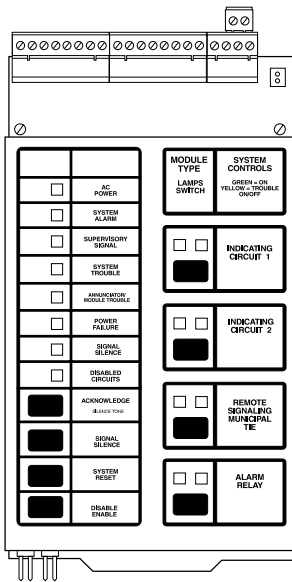 AC
POWER
SYSTEM
ALARM
SUPERVISORY
SIGNAL
SYSTEM
TROUBLE
ANNUNCIATOR/
MODULE TROUBLE
POWER
FAILURE
SIGNAL
SILENCE
DISABLED
CIRCUITS
ACKNOWLEDGE
SILENCE TONE
SIGNAL
SILENCE
SYSTEM
RESET
DISABLE
ENABLE
MODULE
TYPE
LAMPS
SWITCH
SYSTEM
CONTROLS
GREEN = ON
YELLOW = TROUBLE
ON/OFF
INDICATING
CIRCUIT 1
INDICATING
CIRCUIT 2
REMOTE
SIGNALING
MUNICIPAL
TIE
ALARM
RELAY